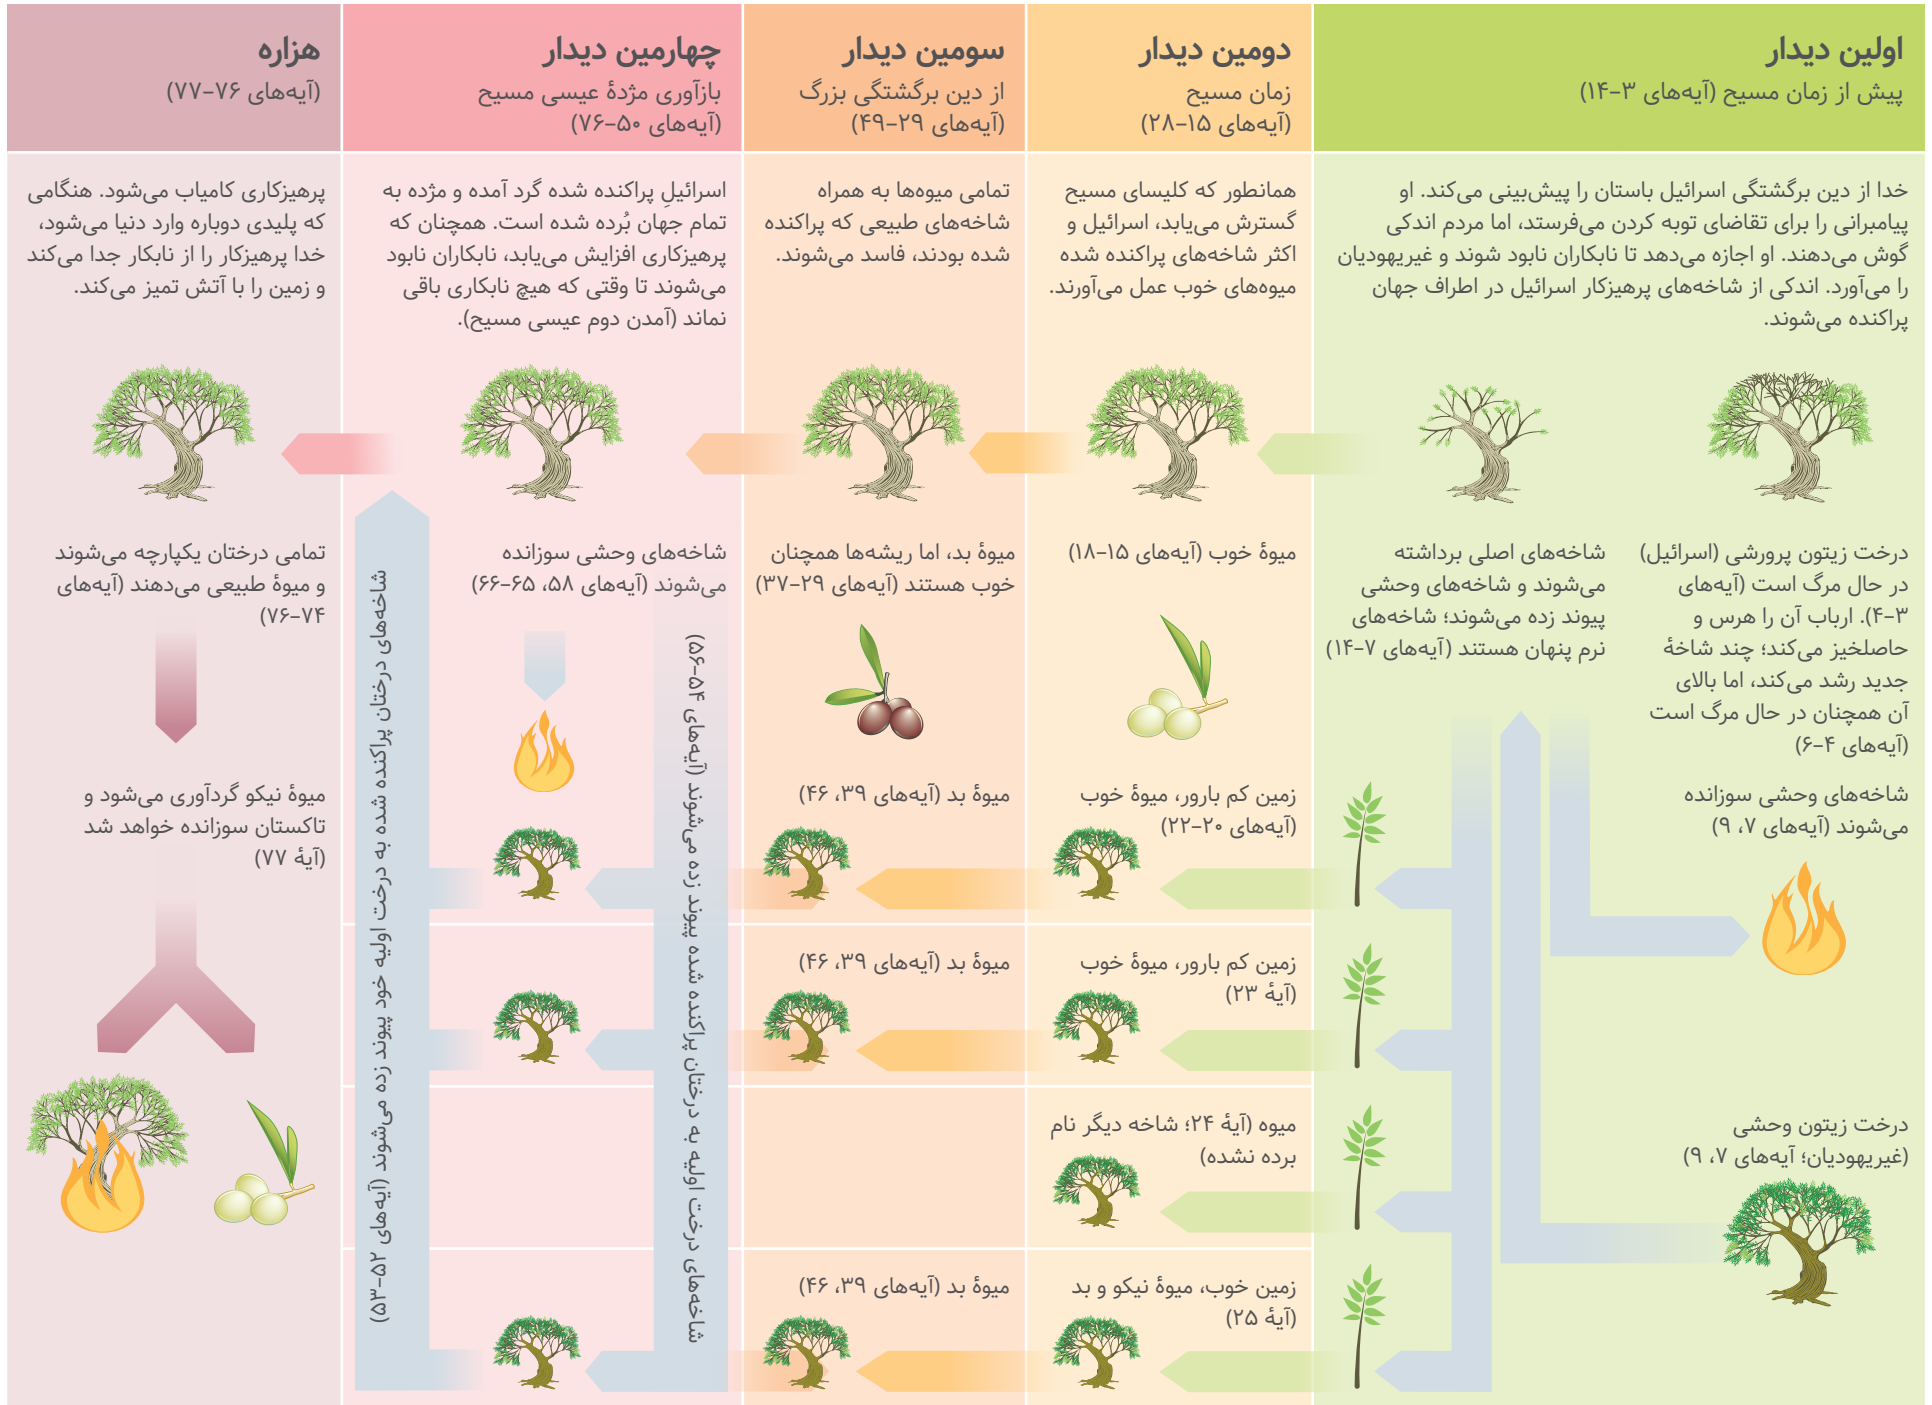 اولین دیدار
پیش از زمان مسیح (آیه‌های ۳–۱۴)
خدا از دین برگشتگی اسرائیل باستان را پیش‌بینی می‌کند. او
پیامبرانی را برای تقاضای توبه کردن می‌فرستد، اما مردم اندکی
گوش می‌دهند. او اجازه می‌دهد تا نابکاران نابود شوند و غیریهودیان
را می‌آورد. اندکی از شاخه‌های پرهیزکار اسرائیل در اطراف جهان
پراکنده می‌شوند.
درخت زیتون پرورشی (اسرائیل)
در حال مرگ است (آیه‌های
۳–۴). ارباب آن را هرس و
حاصلخیز می‌کند؛ چند شاخهٔ
جدید رشد می‌کند، اما بالای
آن همچنان در حال مرگ است
(آیه‌های ۴–۶)
شاخه‌های وحشی سوزانده
می‌شوند (آیه‌های ۷، ۹)
درخت زیتون وحشی
(غیریهودیان؛ آیه‌های ۷، ۹)
شاخه‌های اصلی برداشته
می‌شوند و شاخه‌های وحشی
پیوند زده می‌شوند؛ شاخه‌های
نرم پنهان هستند (آیه‌های ۷–۱۴)
دومین دیدار
زمان مسیح
(آیه‌های ۱۵–۲۸)
همانطور که کلیسای مسیح
گسترش می‌یابد، اسرائیل و
اکثر شاخه‌های پراکنده شده
میوه‌های خوب عمل می‌آورند.
میوهٔ خوب (آیه‌های ۱۵–۱۸)
زمین کم بارور، میوهٔ خوب
(آیه‌های ۲۰–۲۲)
زمین کم بارور، میوهٔ خوب
(آیهٔ ۲۳)
میوه (آیهٔ ۲۴؛ شاخه دیگر نام
برده نشده)
زمین خوب، میوهٔ نیکو و بد
(آیهٔ ۲۵)
سومین دیدار
از دین برگشتگی بزرگ
(آیه‌های ۲۹–۴۹)
تمامی میوه‌ها به همراه
شاخه‌های طبیعی که پراکنده
شده بودند، فاسد می‌شوند.
میوهٔ بد، اما ریشه‌ها همچنان
خوب هستند (آیه‌های ۲۹–۳۷)
میوهٔ بد (آیه‌های ۳۹، ۴۶)
میوهٔ بد (آیه‌های ۳۹، ۴۶)
میوهٔ بد (آیه‌های ۳۹، ۴۶)
چهارمین دیدار
بازآوری مژدهٔ عیسی مسیح
(آیه‌های ۵۰–۷۶)
اسرائیلِ پراکنده شده گرد آمده و مژده به
تمام جهان بُرده شده است. همچنان که
پرهیزکاری افزایش می‌یابد، نابکاران نابود
می‌شوند تا وقتی که هیچ نابکاری باقی
نماند (آمدن دوم عیسی مسیح).
شاخه‌های وحشی سوزانده
می‌شوند (آیه‌های ۵۸، ۶۵–۶۶)
شاخه‌های درخت اولیه به درختان پراکنده شده پیوند زده می‌شوند (آیه‌های ۵۴–۵۶)
شاخه‌های درختان پراکنده شده به درخت اولیه خود پیوند زده می‌شوند (آیه‌های ۵۲–۵۳)
هزاره
(آیه‌های ۷۶–۷۷)
پرهیزکاری کامیاب می‌شود. هنگامی
که پلیدی دوباره وارد دنیا می‌شود،
خدا پرهیزکار را از نابکار جدا می‌کند
و زمین را با آتش تمیز می‌کند.
تمامی درختان یکپارچه می‌شوند
و میوهٔ طبیعی می‌دهند (آیه‌های
۷۴–۷۶)
میوهٔ نیکو گردآوری می‌شود و
تاکستان سوزانده خواهد شد
(آیهٔ ۷۷)